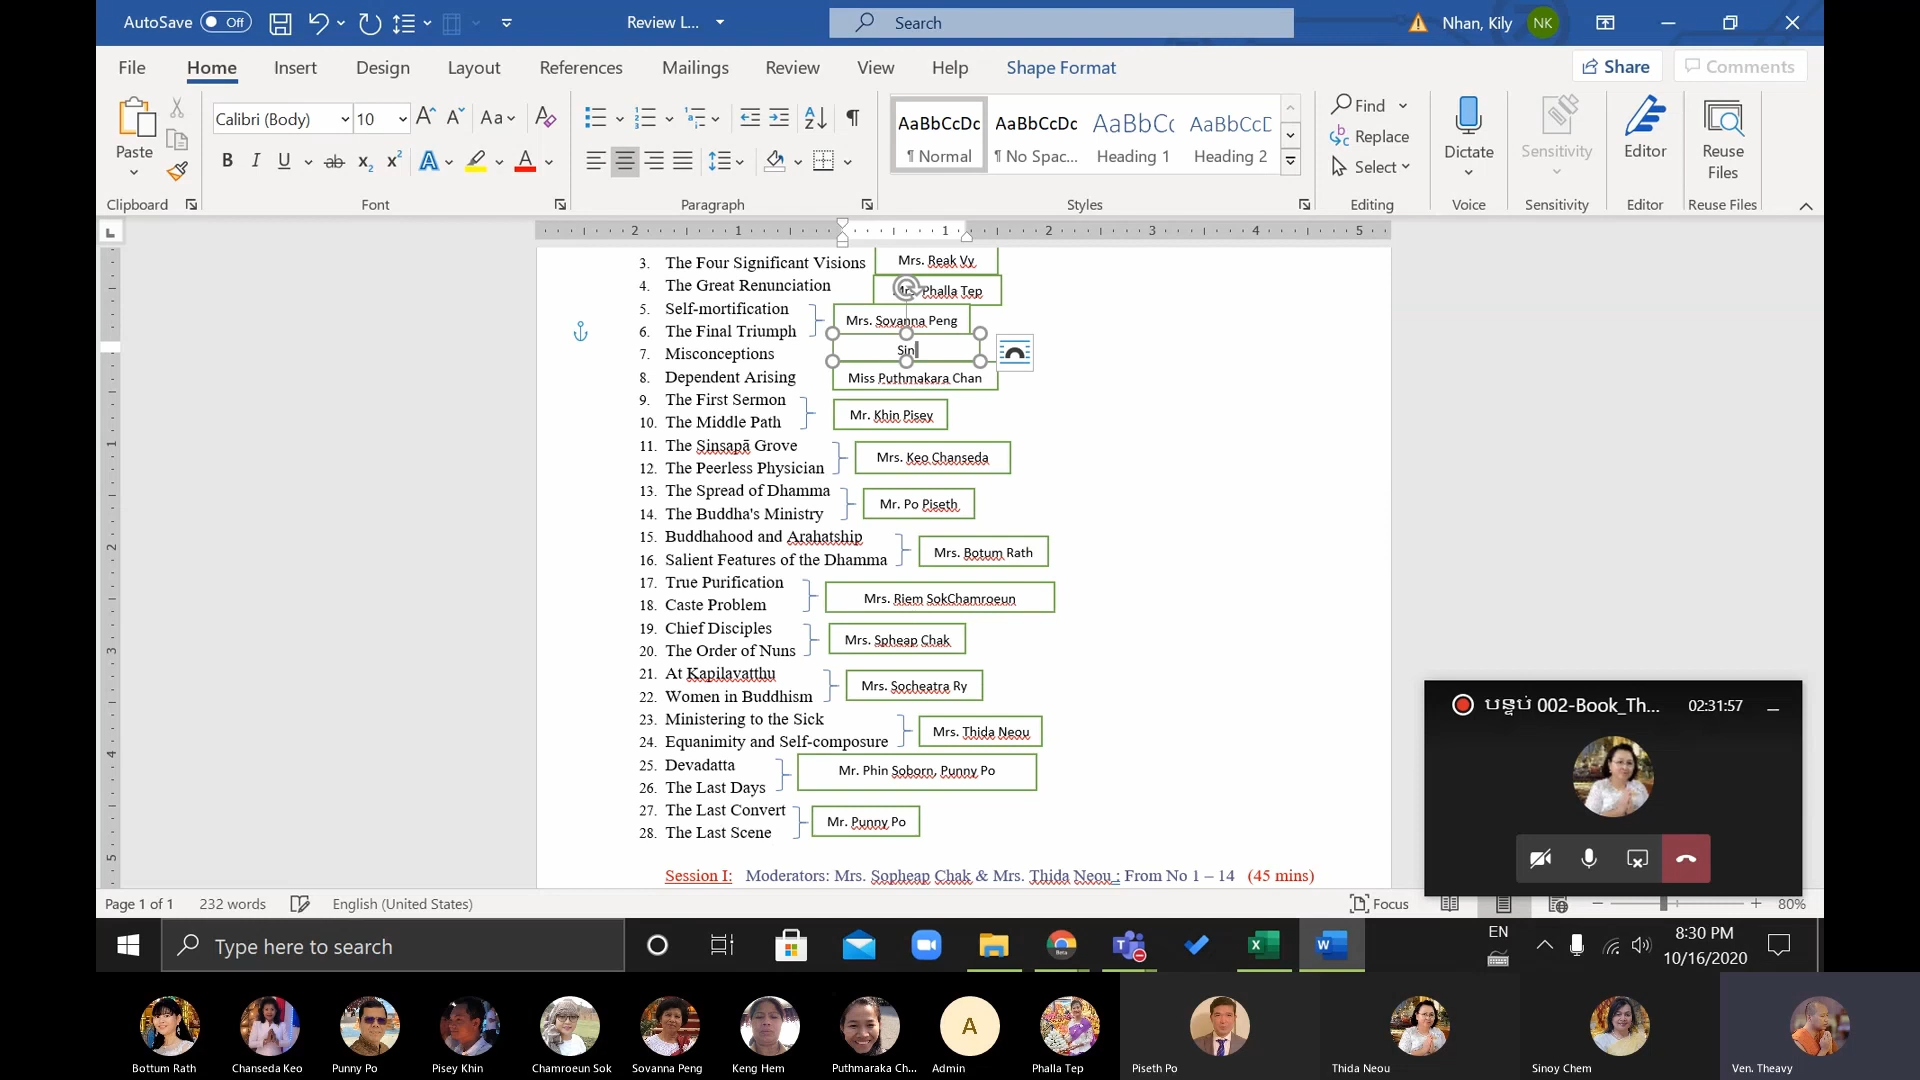 AutoSave Off Review L... Search Nhan, Kily NK
File Home Insert Design Layout References Mailings Review View Help Shape Format Share Comments
Paste Calibri (Body) 10 AaBbCcDc AaBbCcDc AaBbCc AaBbCcD Find Replace Select Dictate Sensitivity Editor Reuse Files
¶ Normal ¶ No Spac... Heading 1 Heading 2
Clipboard Font Paragraph Styles Editing Voice Sensitivity Editor Reuse Files
2 1 1 2 3 4 5
3. The Four Significant Visions Mrs. Reak Vy
4. The Great Renunciation Mrs. Phalla Tep
5. Self-mortification Mrs. Sovanna Peng
6. The Final Triumph
7. Misconceptions Sin
8. Dependent Arising Miss Puthmakara Chan
9. The First Sermon Mr. Khin Pisey
10. The Middle Path
11. The Sinsapā Grove Mrs. Keo Chanseda
12. The Peerless Physician
13. The Spread of Dhamma Mr. Po Piseth
14. The Buddha's Ministry
15. Buddhahood and Arahatship Mrs. Botum Rath
16. Salient Features of the Dhamma
17. True Purification Mrs. Riem SokChamroeun
18. Caste Problem
19. Chief Disciples Mrs. Spheap Chak
20. The Order of Nuns
21. At Kapilavatthu Mrs. Socheatra Ry
22. Women in Buddhism
23. Ministering to the Sick Mrs. Thida Neou
24. Equanimity and Self-composure
25. Devadatta Mr. Phin Soborn, Punny Po
26. The Last Days
27. The Last Convert Mr. Punny Po
28. The Last Scene
Session I: Moderators: Mrs. Sopheap Chak & Mrs. Thida Neou : From No 1 – 14 (45 mins)
បន្ទប់ 002-Book_Th... 02:31:57
Page 1 of 1 232 words English (United States) Focus 80%
Type here to search EN 8:30 PM
10/16/2020
A
Bottum Rath Chanseda Keo Punny Po Pisey Khin Chamroeun Sok Sovanna Peng Keng Hem Puthmaraka Ch... Admin Phalla Tep Piseth Po Thida Neou Sinoy Chem Ven. Theavy